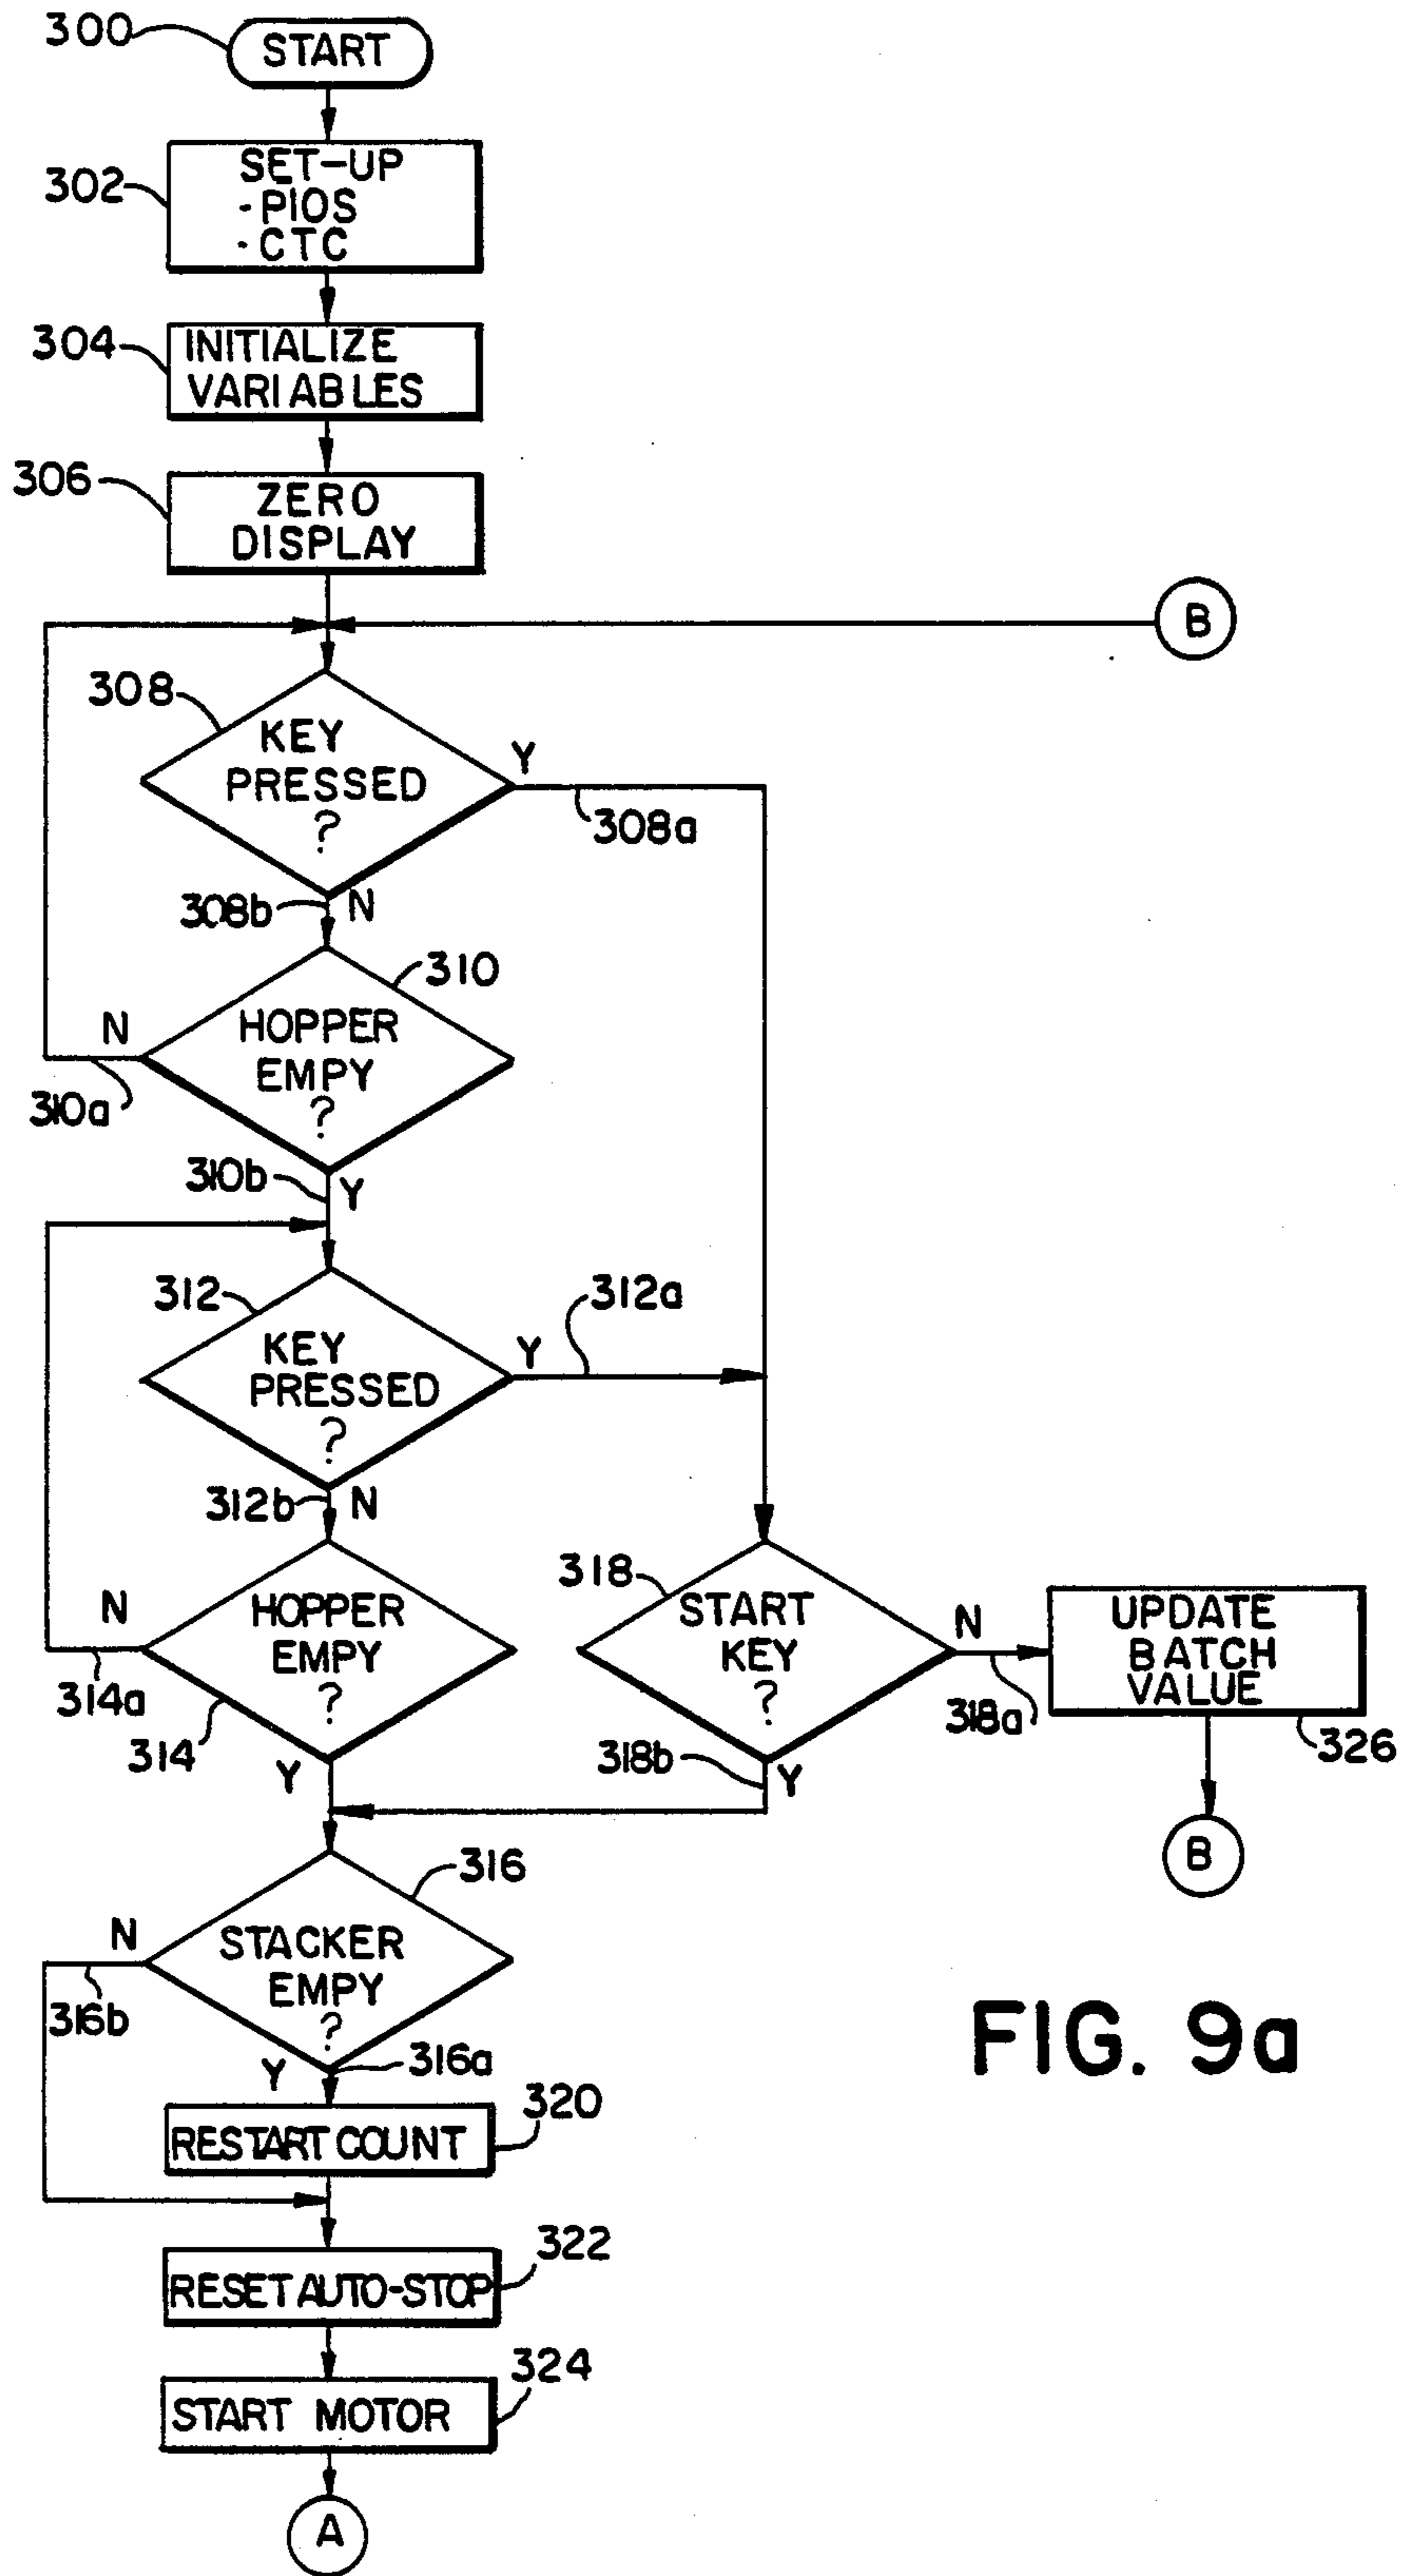 300
START
302
SET-UP
-PIOS
-CTC
304
INITIALIZE
VARIABLES
306
ZERO
DISPLAY
B
308
KEY
PRESSED
?
Y
308a
308b
N
310
HOPPER
EMPY
?
N
310a
310b
Y
312
KEY
PRESSED
?
Y
312a
312b
N
HOPPER
EMPY
?
N
314a
314
Y
318
START
KEY
?
N
318a
318b
Y
UPDATE
BATCH
VALUE
326
B
316
STACKER
EMPY
?
N
316b
Y
316a
320
RESTART COUNT
322
RESET AUTO-STOP
324
START MOTOR
A
FIG. 9a